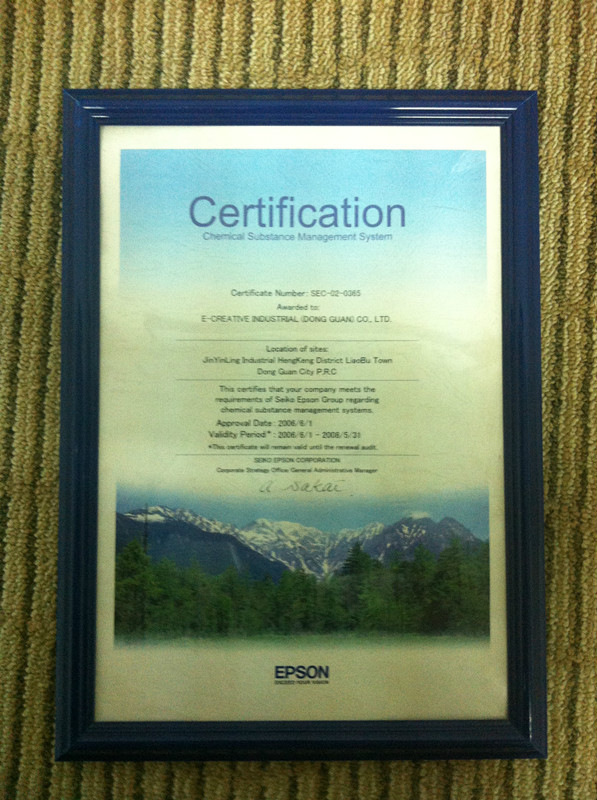 Certification
Chemical Substance Management System
Certificate Number: SEC-02-0365
Awarded to:
E-CREATIVE INDUSTRIAL (DONG GUAN) CO., LTD.
Location of sites:
JinYinLing Industrial HengKeng District LiaoBu Town
Dong Guan City P.R.C
This certifies that your company meets the
requirements of Seiko Epson Group regarding
chemical substance management systems.
Approval Date : 2006/6/1
Validity Period* : 2006/6/1 - 2008/5/31
*This certificate will remain valid until the renewal audit.
SEIKO EPSON CORPORATION
Corporate Strategy Office/General Administrative Manager
a Sakai
EPSON
EXCEED YOUR VISION